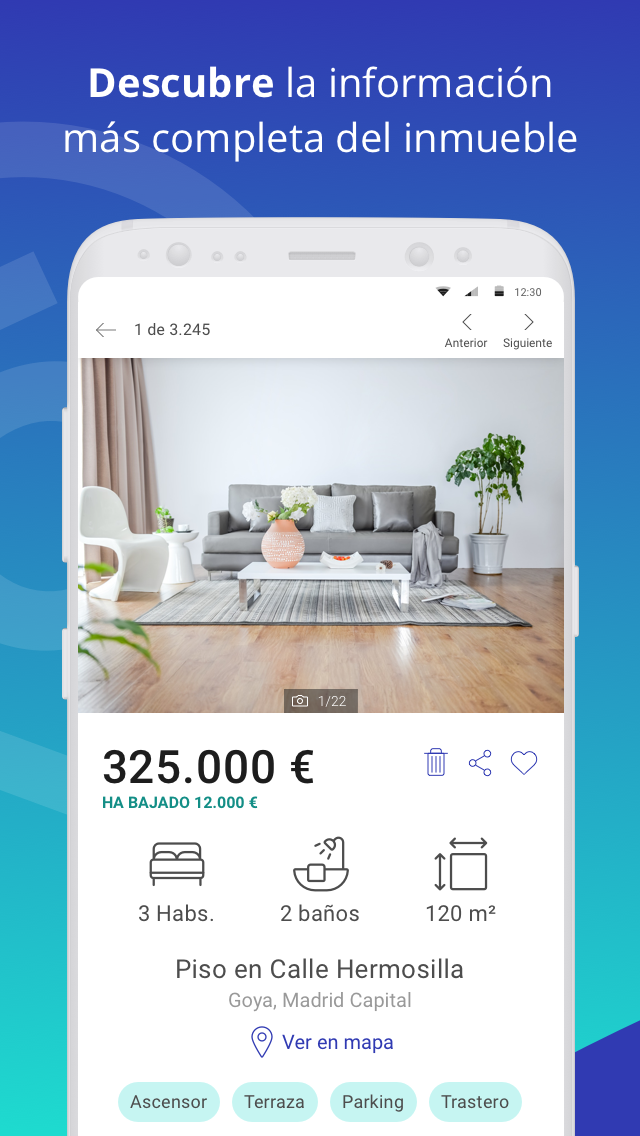 Descubre la información
más completa del inmueble
12:30
1 de 3.245
Anterior
Siguiente
1/22
325.000 €
HA BAJADO 12.000 €
3 Habs.
2 baños
120 m²
Piso en Calle Hermosilla
Goya, Madrid Capital
Ver en mapa
Ascensor
Terraza
Parking
Trastero